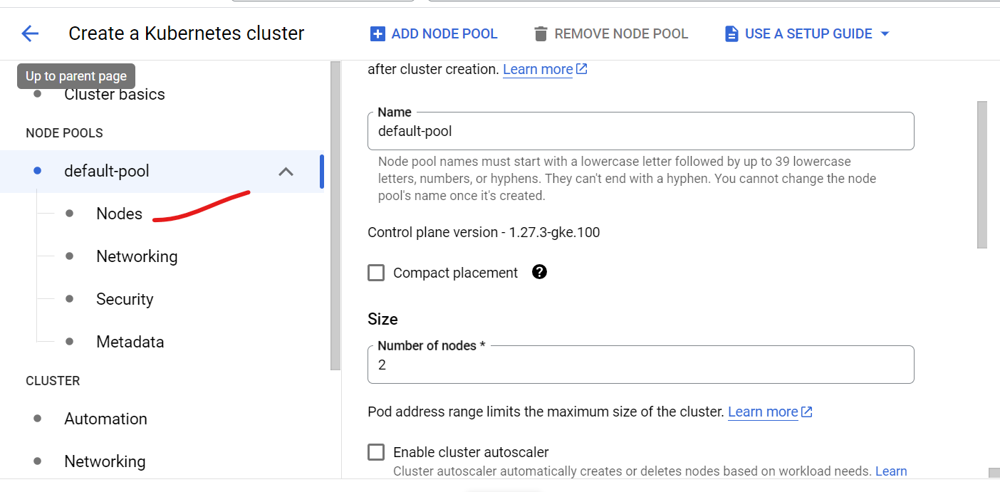 Create a Kubernetes cluster
ADD NODE POOL
REMOVE NODE POOL
USE A SETUP GUIDE
Up to parent page
Cluster basics
NODE POOLS
default-pool
Nodes
Networking
Security
Metadata
CLUSTER
Automation
Networking
after cluster creation. Learn more
Name
default-pool
Node pool names must start with a lowercase letter followed by up to 39 lowercase
letters, numbers, or hyphens. They can't end with a hyphen. You cannot change the node
pool's name once it's created.
Control plane version - 1.27.3-gke.100
Compact placement
Size
Number of nodes *
2
Pod address range limits the maximum size of the cluster. Learn more
Enable cluster autoscaler
Cluster autoscaler automatically creates or deletes nodes based on workload needs. Learn